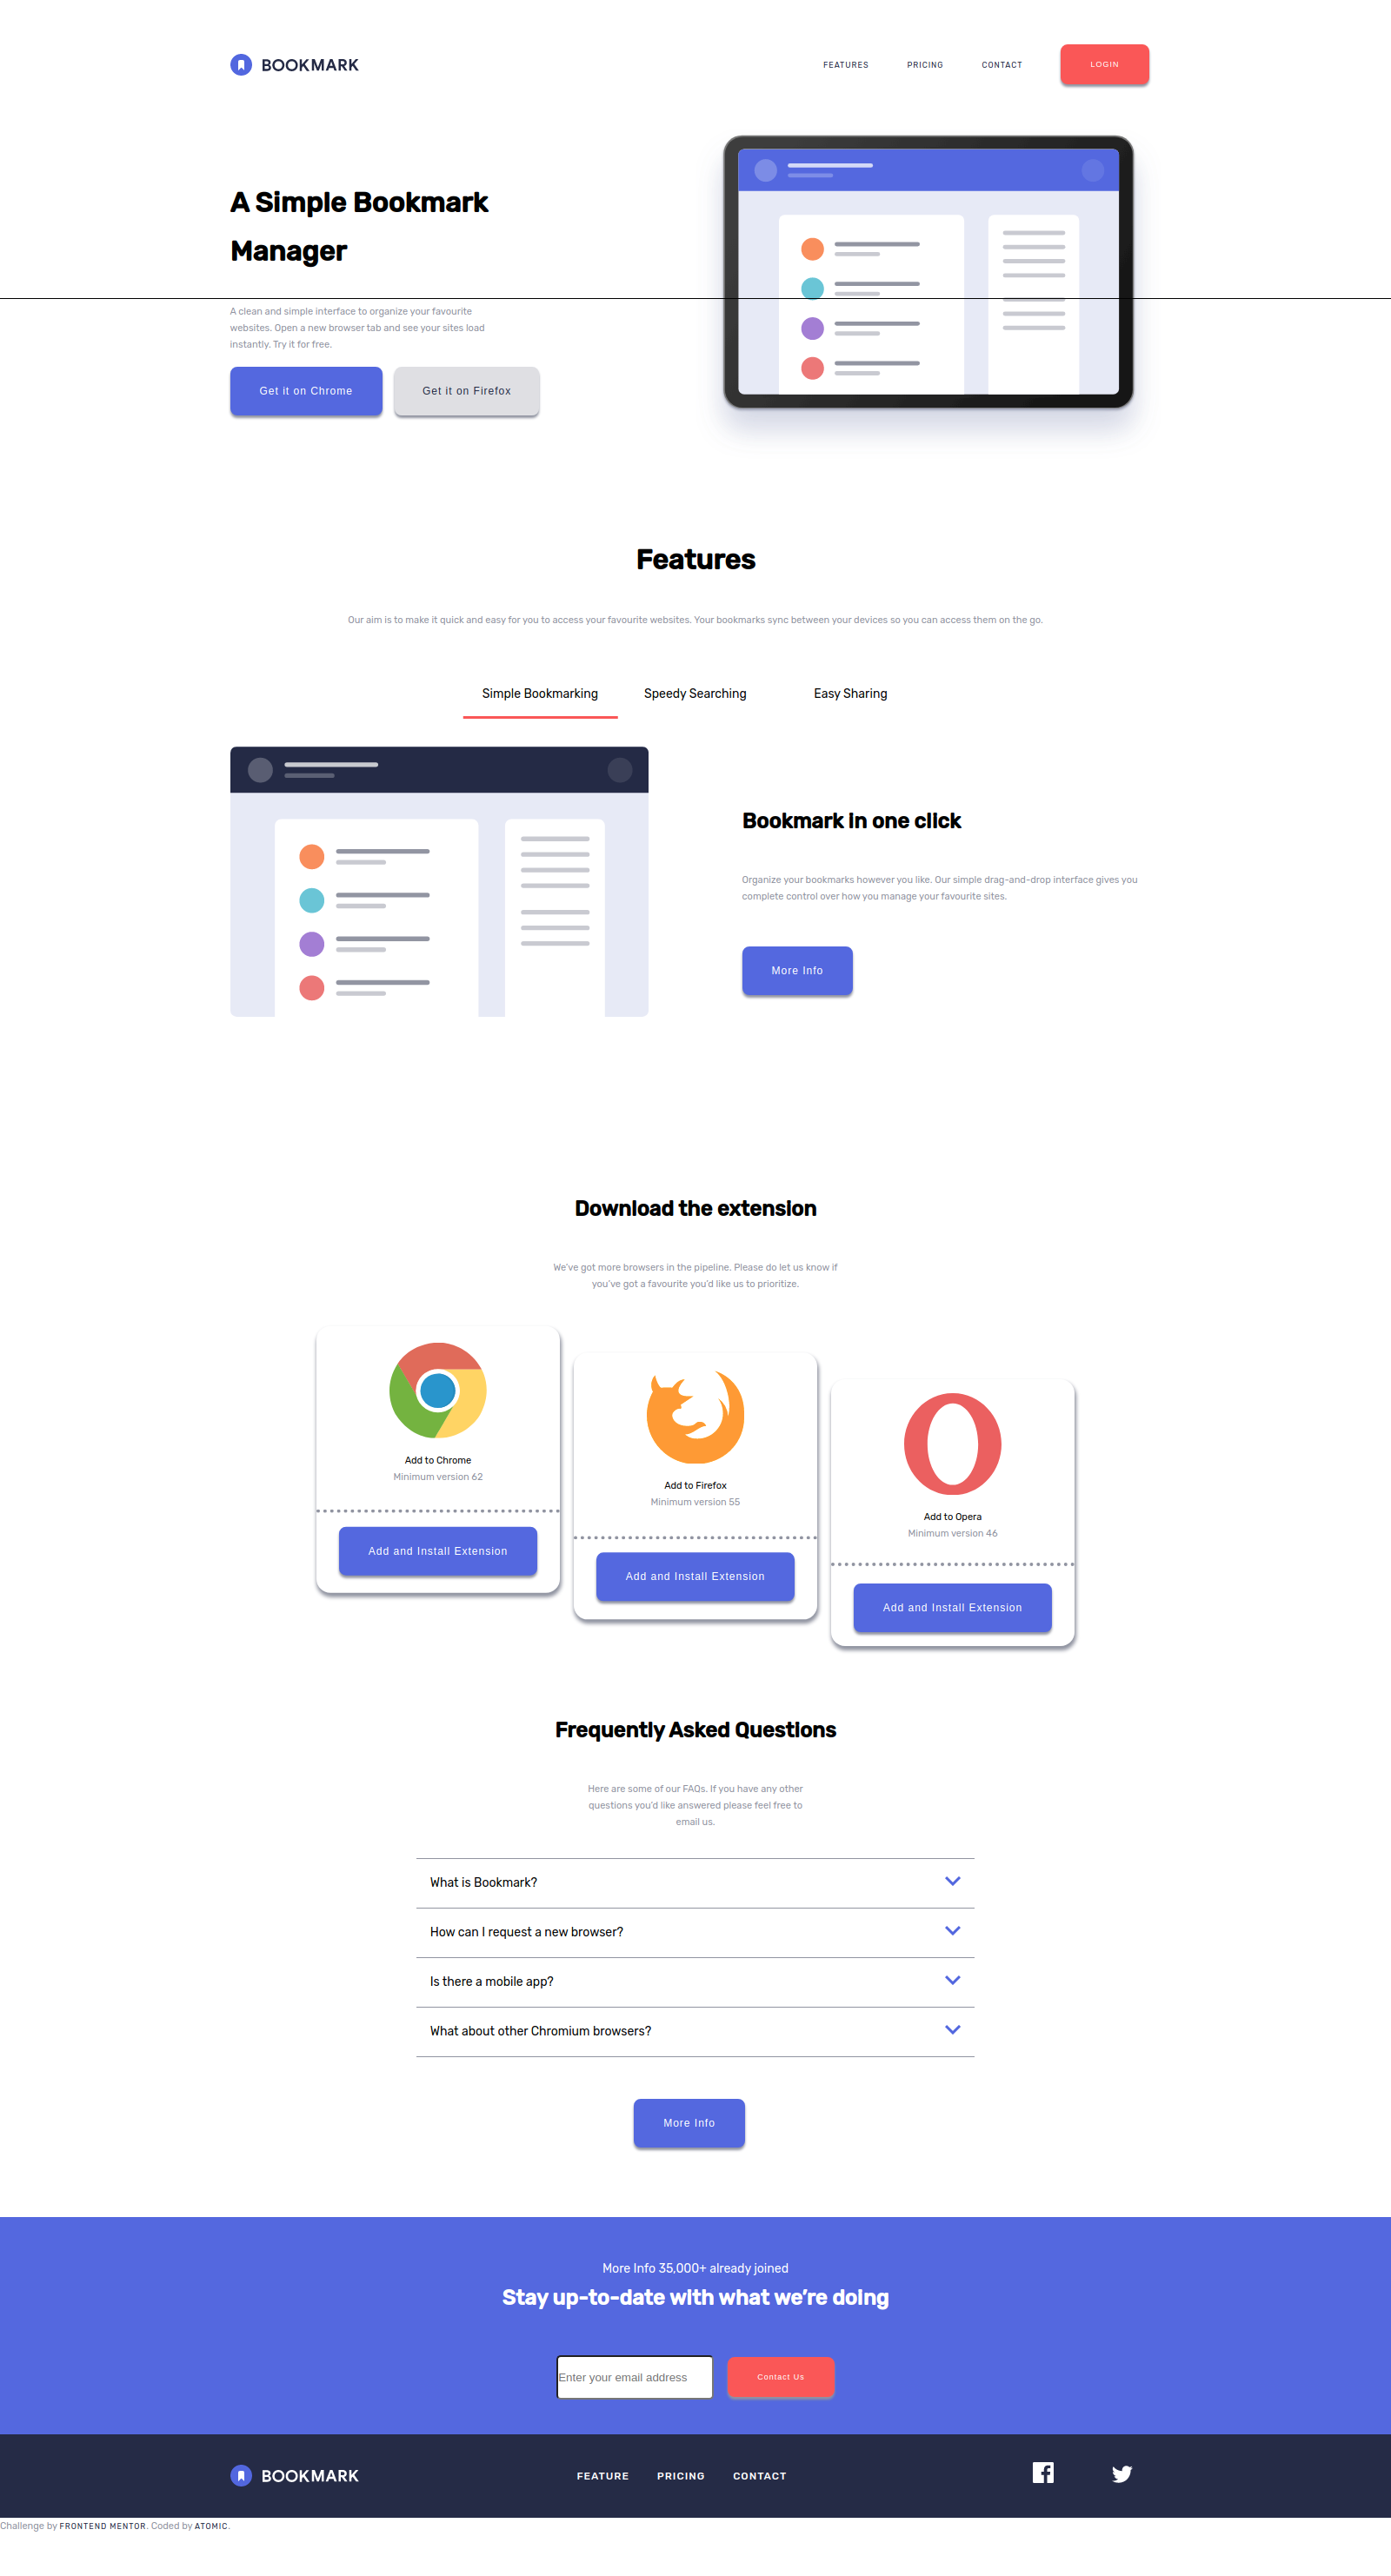 BOOKMARK
FEATURES PRICING CONTACT LOGIN
A Simple Bookmark
Manager
A clean and simple interface to organize your favourite
websites. Open a new browser tab and see your sites load
instantly. Try it for free.
Get it on Chrome Get it on Firefox
Features
Our aim is to make it quick and easy for you to access your favourite websites. Your bookmarks sync between your devices so you can access them on the go.
Simple Bookmarking Speedy Searching Easy Sharing
Bookmark in one click
Organize your bookmarks however you like. Our simple drag-and-drop interface gives you
complete control over how you manage your favourite sites.
More Info
Download the extension
We've got more browsers in the pipeline. Please do let us know if
you've got a favourite you'd like us to prioritize.
Add to Chrome
Minimum version 62
Add and Install Extension
Add to Firefox
Minimum version 55
Add and Install Extension
Add to Opera
Minimum version 46
Add and Install Extension
Frequently Asked Questions
Here are some of our FAQs. If you have any other
questions you'd like answered please feel free to
email us.
What is Bookmark?
How can I request a new browser?
Is there a mobile app?
What about other Chromium browsers?
More Info
More Info 35,000+ already joined
Stay up-to-date with what we're doing
Enter your email address Contact Us
BOOKMARK FEATURE PRICING CONTACT
Challenge by FRONTEND MENTOR. Coded by ATOMIC.